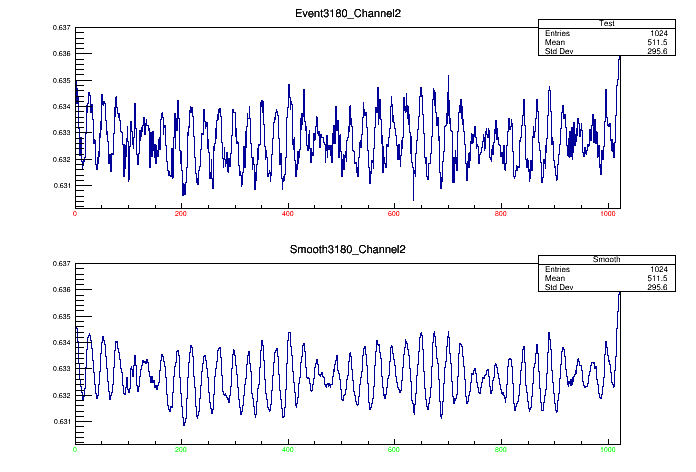 Event3180_Channel2
Test
Entries 1024
Mean 511.5
Std Dev 295.6
0.637
0.636
0.635
0.634
0.633
0.632
0.631
0 200 400 600 800 1000
Smooth3180_Channel2
Smooth
Entries 1024
Mean 511.5
Std Dev 295.6
0.637
0.636
0.635
0.634
0.633
0.632
0.631
0 200 400 600 800 1000